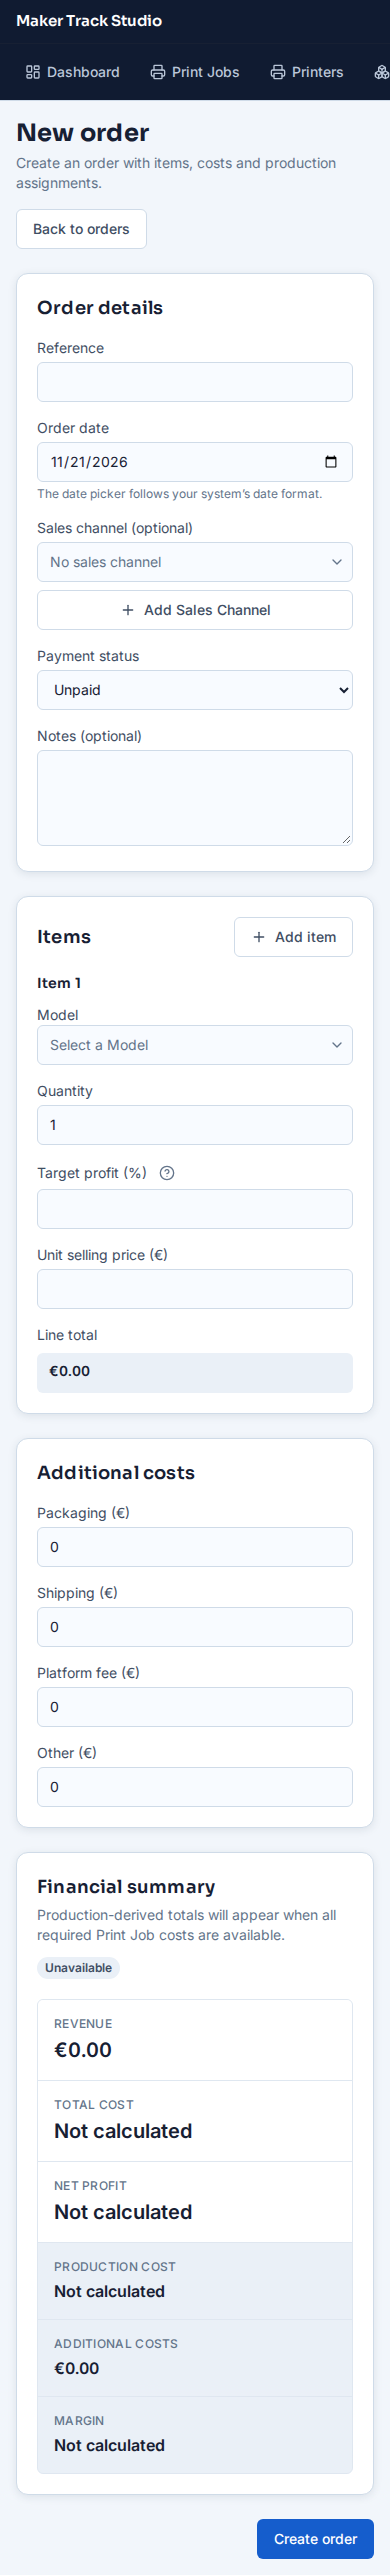 Maker Track Studio
Dashboard
Print Jobs
Printers
New order
Create an order with items, costs and production
assignments.
Back to orders
Order details
Reference
Order date
11/21/2026
The date picker follows your system's date format.
Sales channel (optional)
No sales channel
Add Sales Channel
Payment status
Unpaid
Notes (optional)
Items
Add item
Item 1
Model
Select a Model
Quantity
1
Target profit (%)
Unit selling price (€)
Line total
€0.00
Additional costs
Packaging (€)
0
Shipping (€)
0
Platform fee (€)
0
Other (€)
0
Financial summary
Production-derived totals will appear when all
required Print Job costs are available.
Unavailable
REVENUE
€0.00
TOTAL COST
Not calculated
NET PROFIT
Not calculated
PRODUCTION COST
Not calculated
ADDITIONAL COSTS
€0.00
MARGIN
Not calculated
Create order